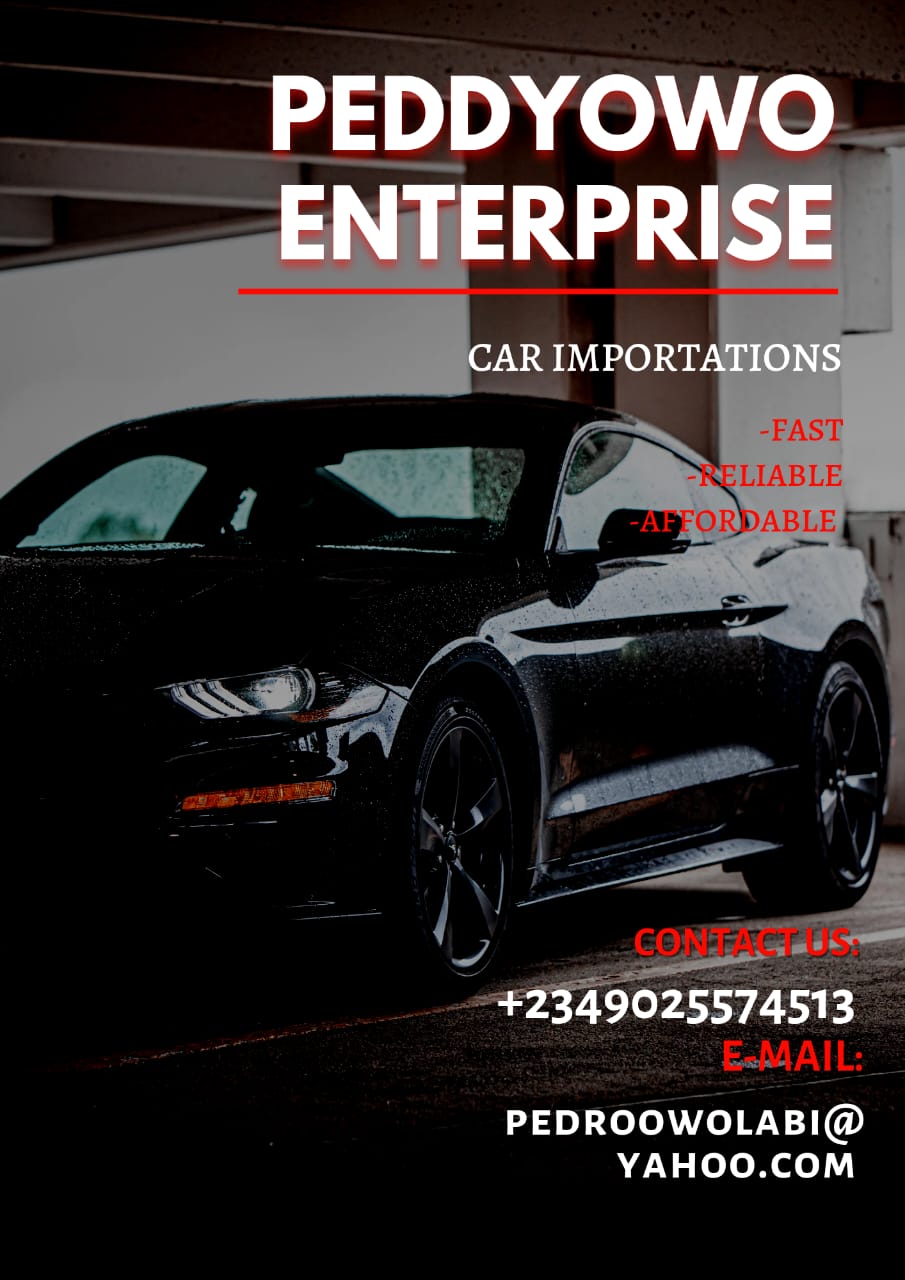 PEDDYOWO
ENTERPRISE
CAR IMPORTATIONS
-FAST
-RELIABLE
-AFFORDABLE
CONTACT US:
+2349025574513
E-MAIL:
PEDROOWOLABI@
YAHOO.COM